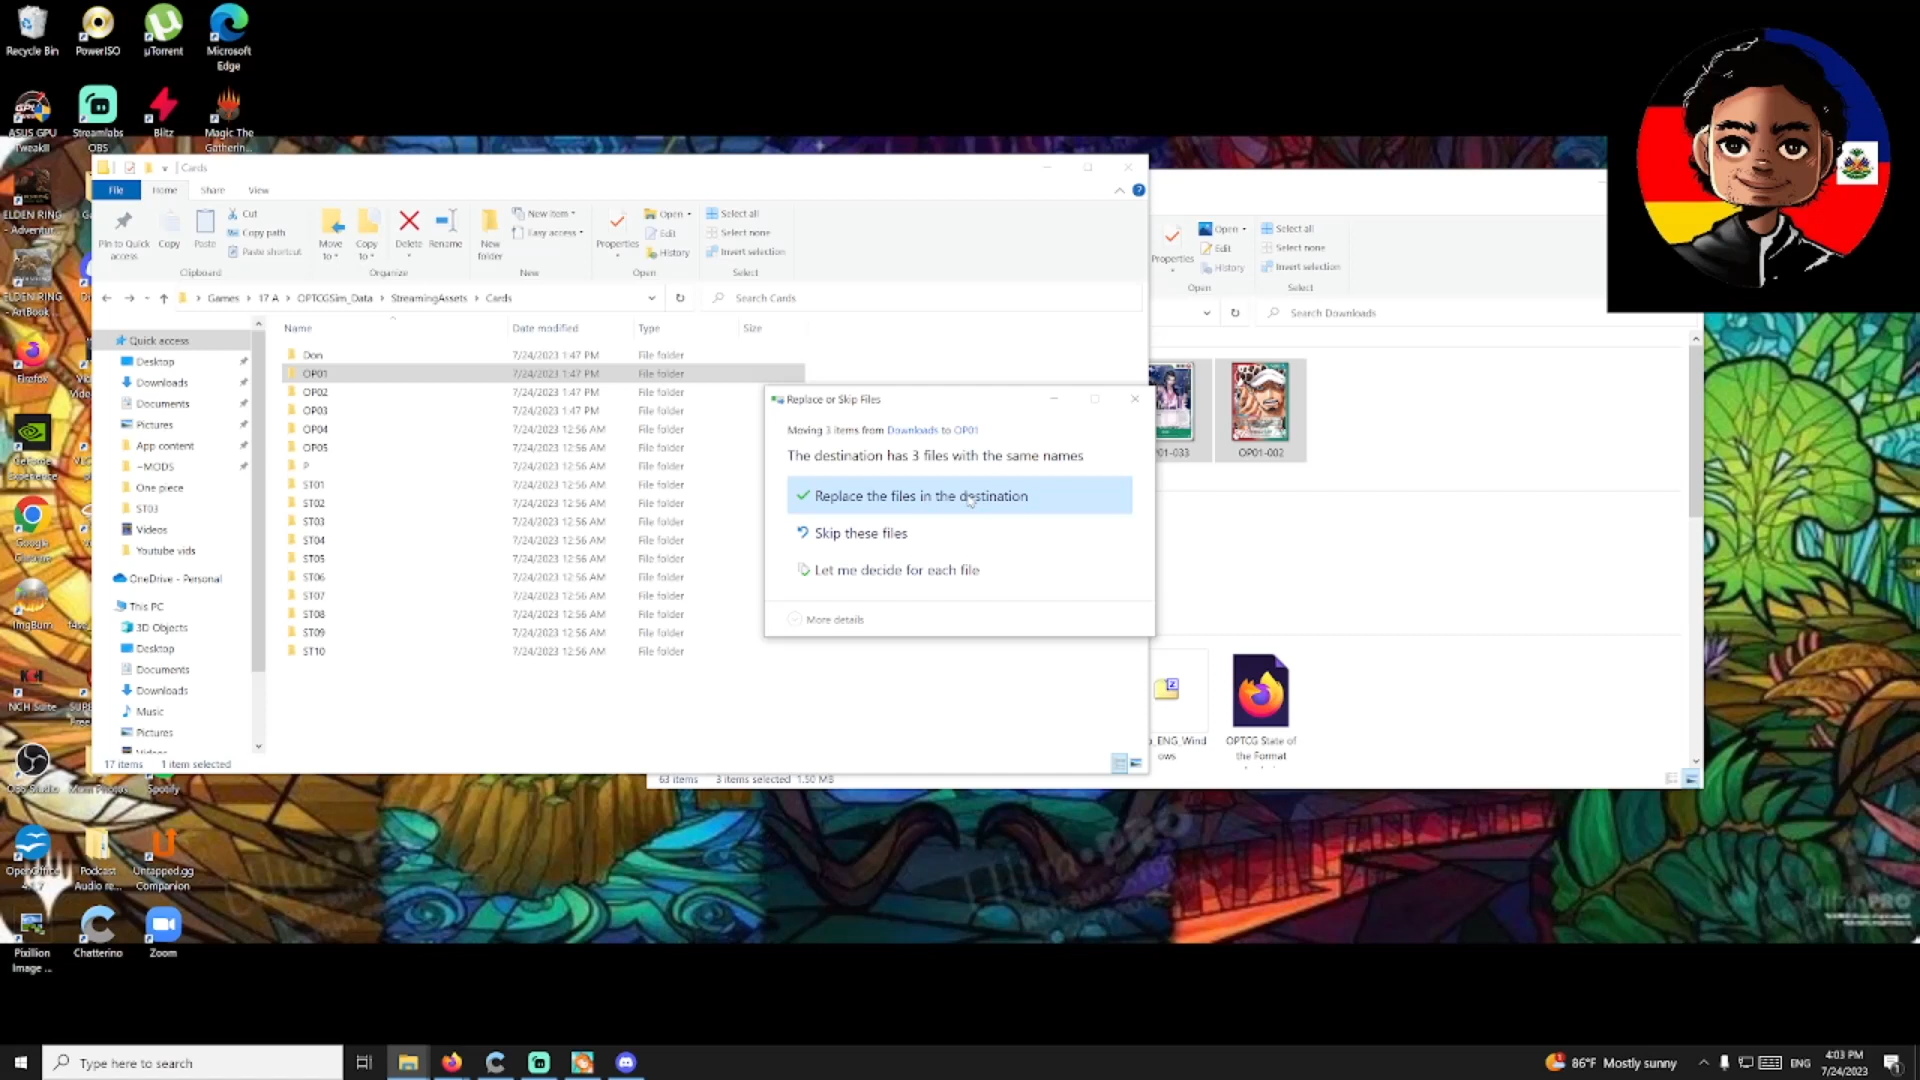 Recycle Bin
PowerISO
µTorrent
Microsoft
Edge
ASUS GPU
TweakII
Streamlabs
OBS
Blitz
Magic The
Gatherin...
ELDEN RING
- Adventur...
ELDEN RING
- ArtBook...
Firefox
GeForce
Experience
Google
Chrome
ImgBurn
NCH Suite
OBS Studio
Mom Photos
Spotify
OpenOffice
Podcast
Audio re...
Untapped.gg
Companion
Pixillion
Image ...
Chatterino
Zoom
Cards
File
Home
Share
View
Pin to Quick
access
Copy
Paste
Cut
Copy path
Paste shortcut
Clipboard
Move
to
Copy
to
Delete
Rename
Organize
New
folder
New item
Easy access
New
Properties
Open
Edit
History
Open
Select all
Select none
Invert selection
Select
Games
17 A
OPTCGSim_Data
StreamingAssets
Cards
Search Cards
Quick access
Desktop
Downloads
Documents
Pictures
App content
~MODS
One piece
ST03
Videos
Youtube vids
OneDrive - Personal
This PC
3D Objects
Desktop
Documents
Downloads
Music
Pictures
Videos
Name Date modified Type Size
Don 7/24/2023 1:47 PM File folder
OP01 7/24/2023 1:47 PM File folder
OP02 7/24/2023 1:47 PM File folder
OP03 7/24/2023 1:47 PM File folder
OP04 7/24/2023 12:56 AM File folder
OP05 7/24/2023 12:56 AM File folder
P 7/24/2023 12:56 AM File folder
ST01 7/24/2023 12:56 AM File folder
ST02 7/24/2023 12:56 AM File folder
ST03 7/24/2023 12:56 AM File folder
ST04 7/24/2023 12:56 AM File folder
ST05 7/24/2023 12:56 AM File folder
ST06 7/24/2023 12:56 AM File folder
ST07 7/24/2023 12:56 AM File folder
ST08 7/24/2023 12:56 AM File folder
ST09 7/24/2023 12:56 AM File folder
ST10 7/24/2023 12:56 AM File folder
17 items 1 item selected
Replace or Skip Files
Moving 3 items from Downloads to OP01
The destination has 3 files with the same names
Replace the files in the destination
Skip these files
Let me decide for each file
More details
Properties
Open
Edit
History
Open
Select all
Select none
Invert selection
Select
Search Downloads
01-033
OP01-002
_ENG_Wind
ows
OPTCG State of
the Format
63 items 3 items selected 1.50 MB
Ultra•PRO
Type here to search
86°F Mostly sunny
ENG
4:03 PM
7/24/2023